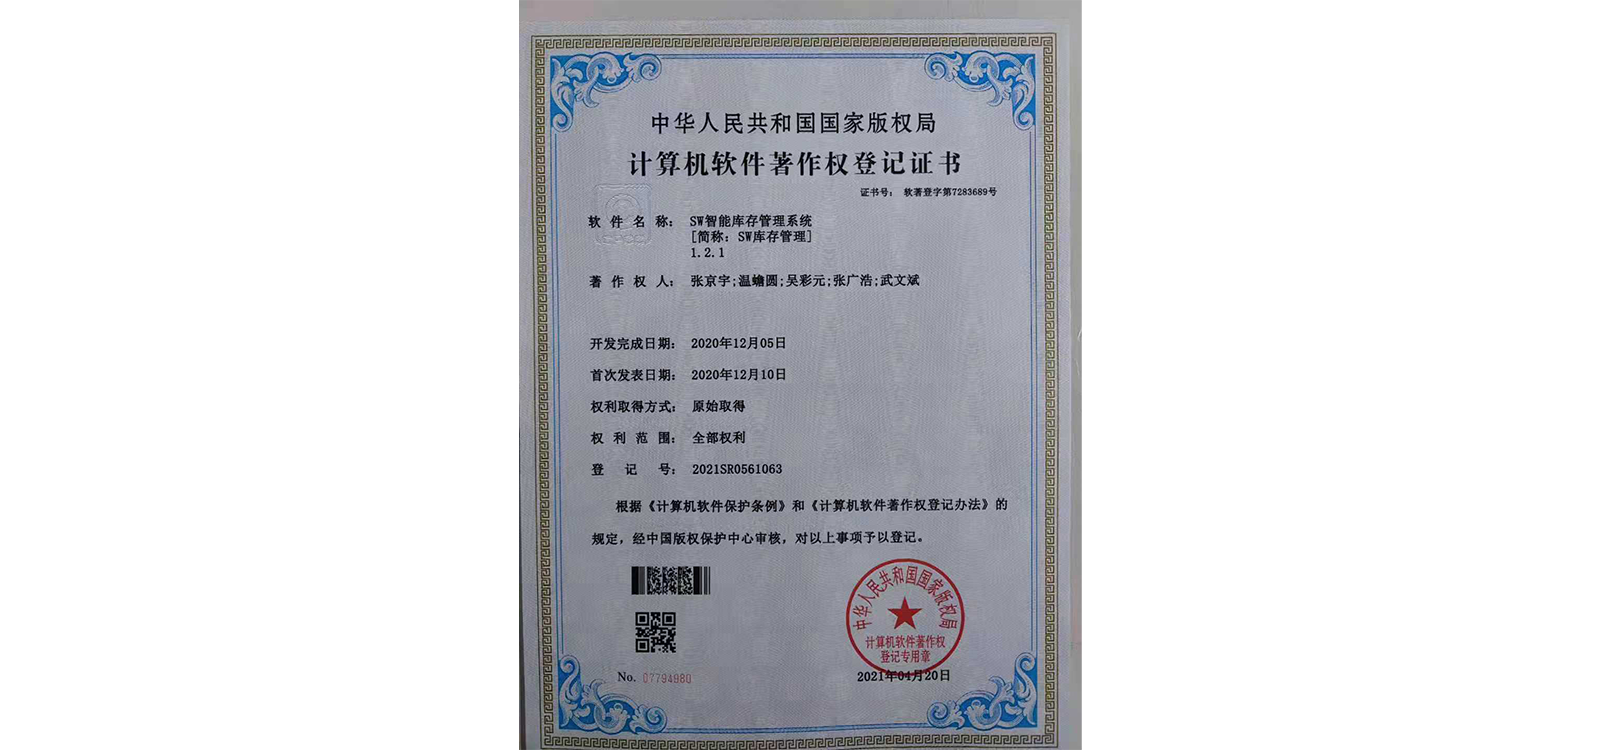 中华人民共和国国家版权局
计算机软件著作权登记证书
证书号： 软著登字第7283689号
软件名称： SW智能库存管理系统
[简称：SW库存管理]
1.2.1
著作权人： 张京宇;温蟾圆;吴彩元;张广浩;武文斌
开发完成日期： 2020年12月05日
首次发表日期： 2020年12月10日
权利取得方式： 原始取得
权利范围： 全部权利
登记号： 2021SR0561063
根据《计算机软件保护条例》和《计算机软件著作权登记办法》的
规定，经中国版权保护中心审核，对以上事项予以登记。
中华人民共和国国家版权局
计算机软件著作权
登记专用章
No. 07794980
2021年04月20日